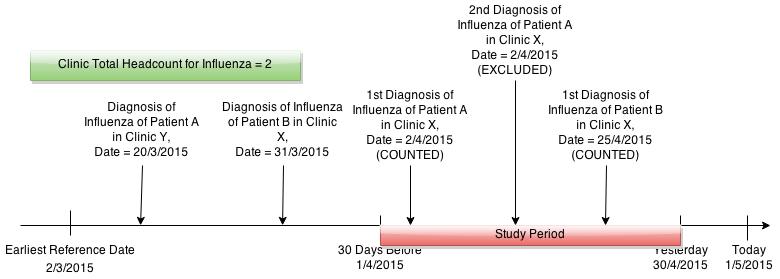 2nd Diagnosis of
Influenza of Patient A
in Clinic X,
Date = 2/4/2015
(EXCLUDED)
Clinic Total Headcount for Influenza = 2
Diagnosis of
Influenza of Patient A
in Clinic Y,
Date = 20/3/2015
Diagnosis of Influenza
of Patient B in Clinic
X,
Date = 31/3/2015
1st Diagnosis of
Influenza of Patient A
in Clinic X,
Date = 2/4/2015
(COUNTED)
1st Diagnosis of
Influenza of Patient B
in Clinic X,
Date = 25/4/2015
(COUNTED)
Study Period
Earliest Reference Date
2/3/2015
30 Days Before
1/4/2015
Yesterday
30/4/2015
Today
1/5/2015